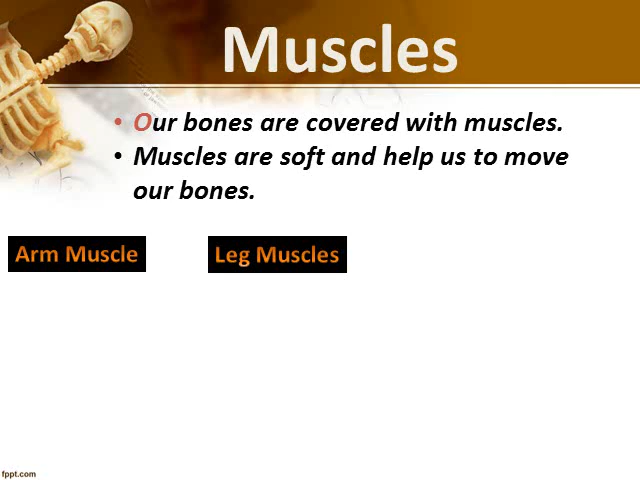 Muscles
• Our bones are covered with muscles.
• Muscles are soft and help us to move
our bones.
Arm Muscle
Leg Muscles
fppt.com